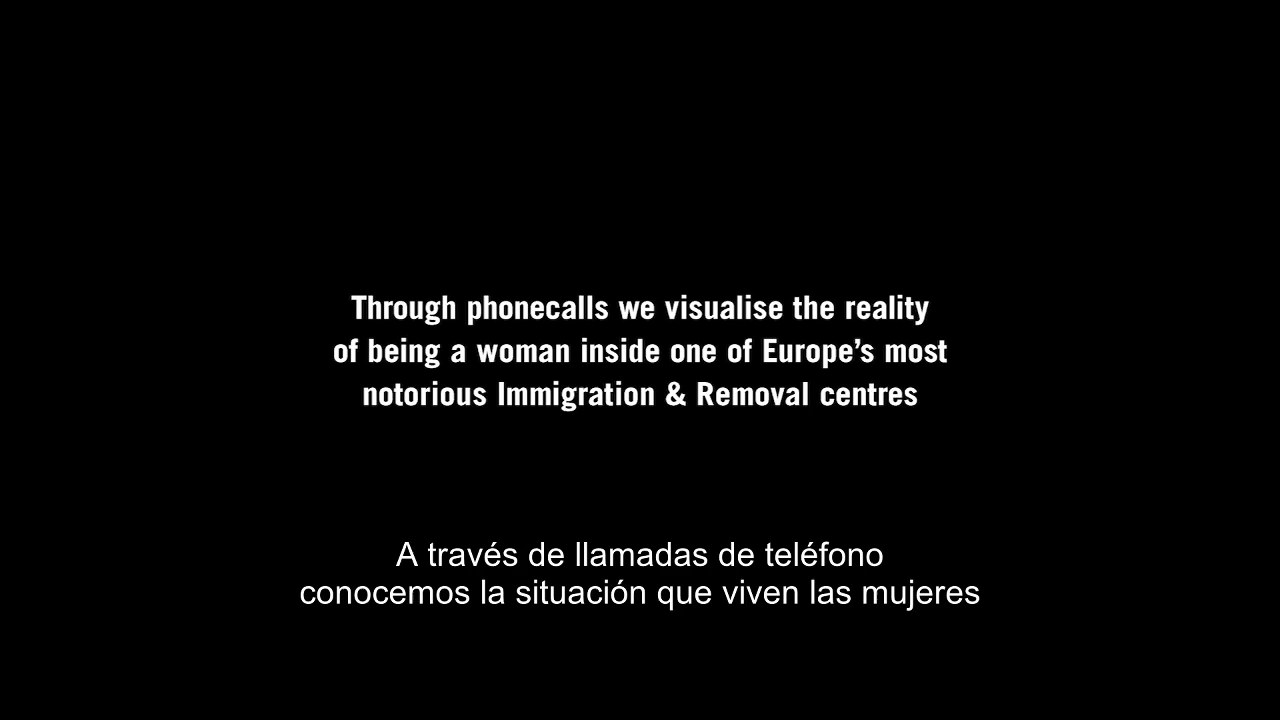 Through phonecalls we visualise the reality
of being a woman inside one of Europe’s most
notorious Immigration & Removal centres
A través de llamadas de teléfono
conocemos la situación que viven las mujeres